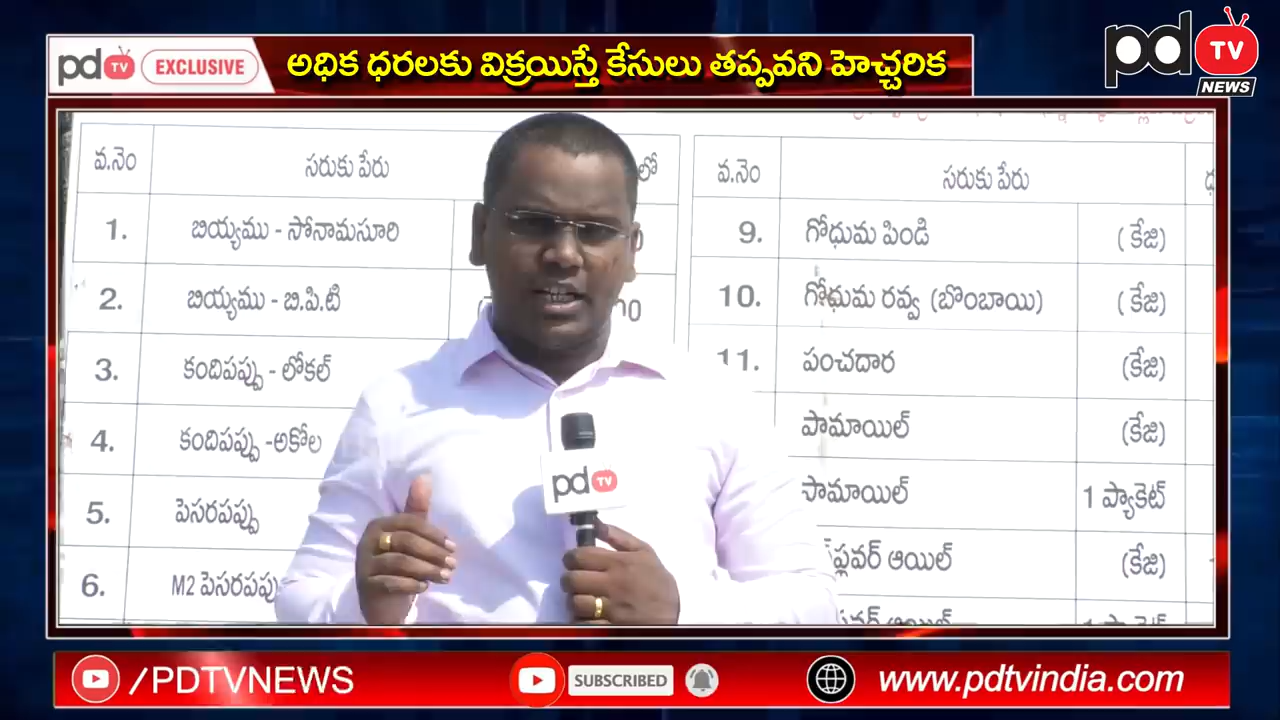 pd TV EXCLUSIVE
అధిక ధరలకు విక్రయిస్తే కేసులు తప్పవని హెచ్చరిక
pd TV NEWS
వ.నెం సరుకు పేరు లో
1. బియ్యము - సోనామసూరి
2. బియ్యము - బి.పి.టి
3. కందిపప్పు - లోకల్
4. కందిపప్పు -అకోల
5. పెసరపప్పు
6. M2 పెసరపప్పు
వ.నెం సరుకు పేరు
9. గోధుమ పిండి ( కేజి)
10. గోధుమ రవ్వ (బొంబాయి) ( కేజి)
11. పంచదార (కేజి)
పామాయిల్ (కేజి)
పామాయిల్ 1 ప్యాకెట్
ఫ్లవర్ ఆయిల్ (కేజి)
pd TV
/PDTVNEWS
SUBSCRIBED
www.pdtvindia.com